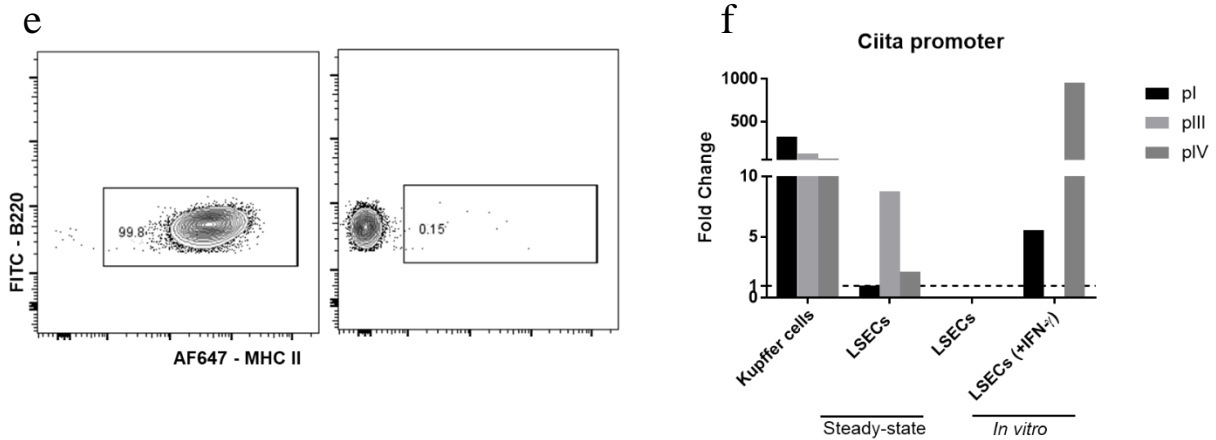 e
FITC - B220
99.8
0.15
AF647 - MHC II
f
Ciita promoter
Fold Change
1000
500
10
5
1
0
Kupffer cells
LSECs
LSECs
LSECs (+IFN-γ)
Steady-state
In vitro
pI
pIII
pIV